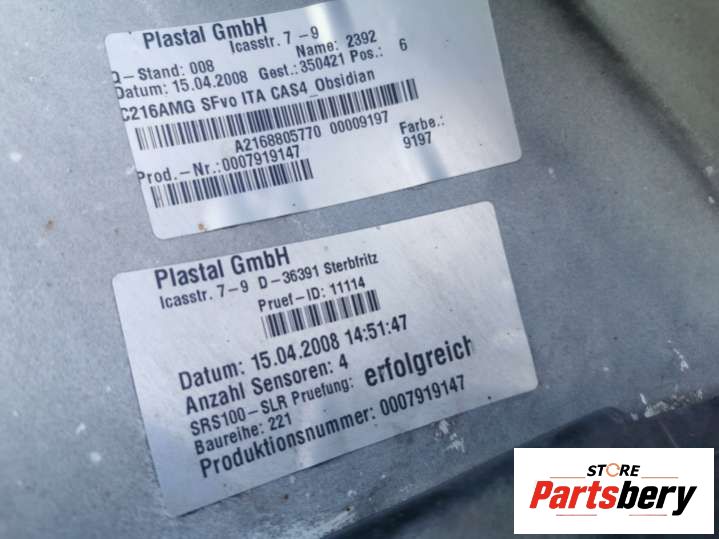 Plastal GmbH
Icasstr. 7-9
Q-Stand: 008 Name: 2392
Datum: 15.04.2008 Gest.: 350421 Pos.: 6
C216AMG SFvo ITA CAS4_Obsidian
A2168805770 00009197
Farbe.:
Prod.-Nr.:0007919147
9197
Plastal GmbH
Icasstr. 7-9 D-36391 Sterbfritz
Pruef-ID: 11114
Datum: 15.04.2008 14:51:47
Anzahl Sensoren: 4
SRS100-SLR Pruefung: erfolgreich
Baureihe: 221
Produktionsnummer: 0007919147
STORE
Partsbery